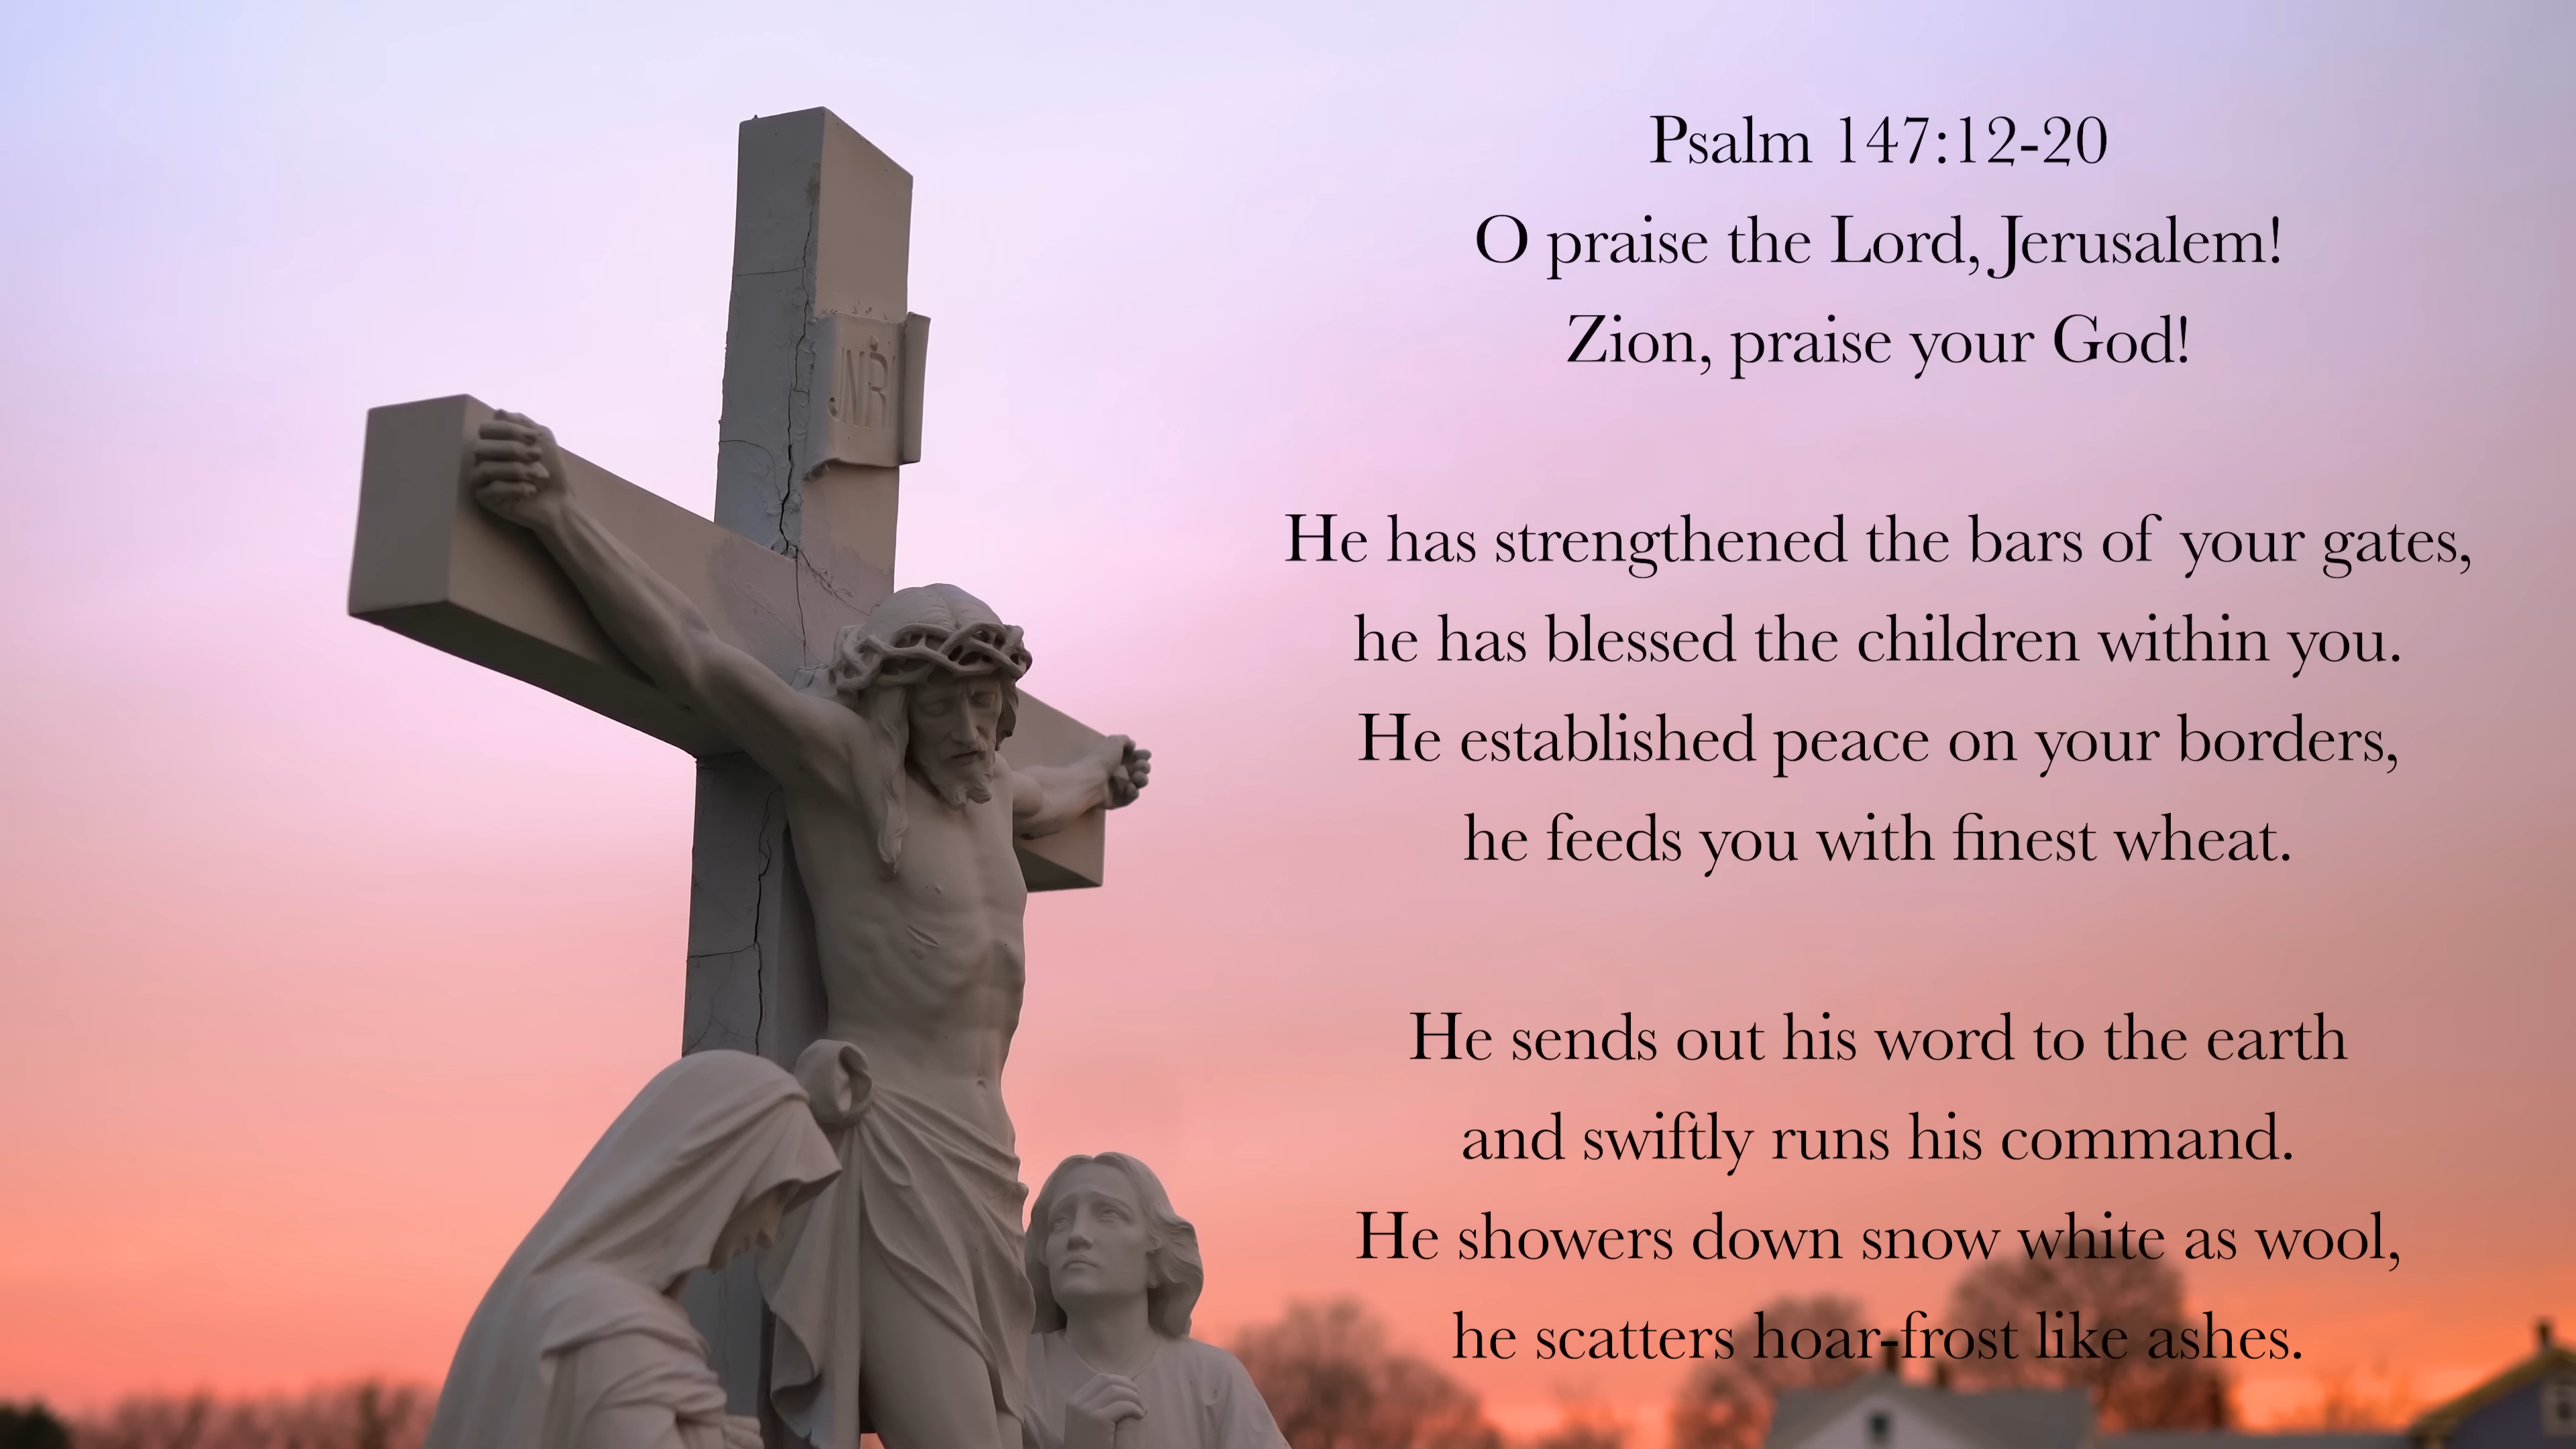 JNRI
Psalm 147:12-20
O praise the Lord, Jerusalem!
Zion, praise your God!
He has strengthened the bars of your gates,
he has blessed the children within you.
He established peace on your borders,
he feeds you with finest wheat.
He sends out his word to the earth
and swiftly runs his command.
He showers down snow white as wool,
he scatters hoar-frost like ashes.